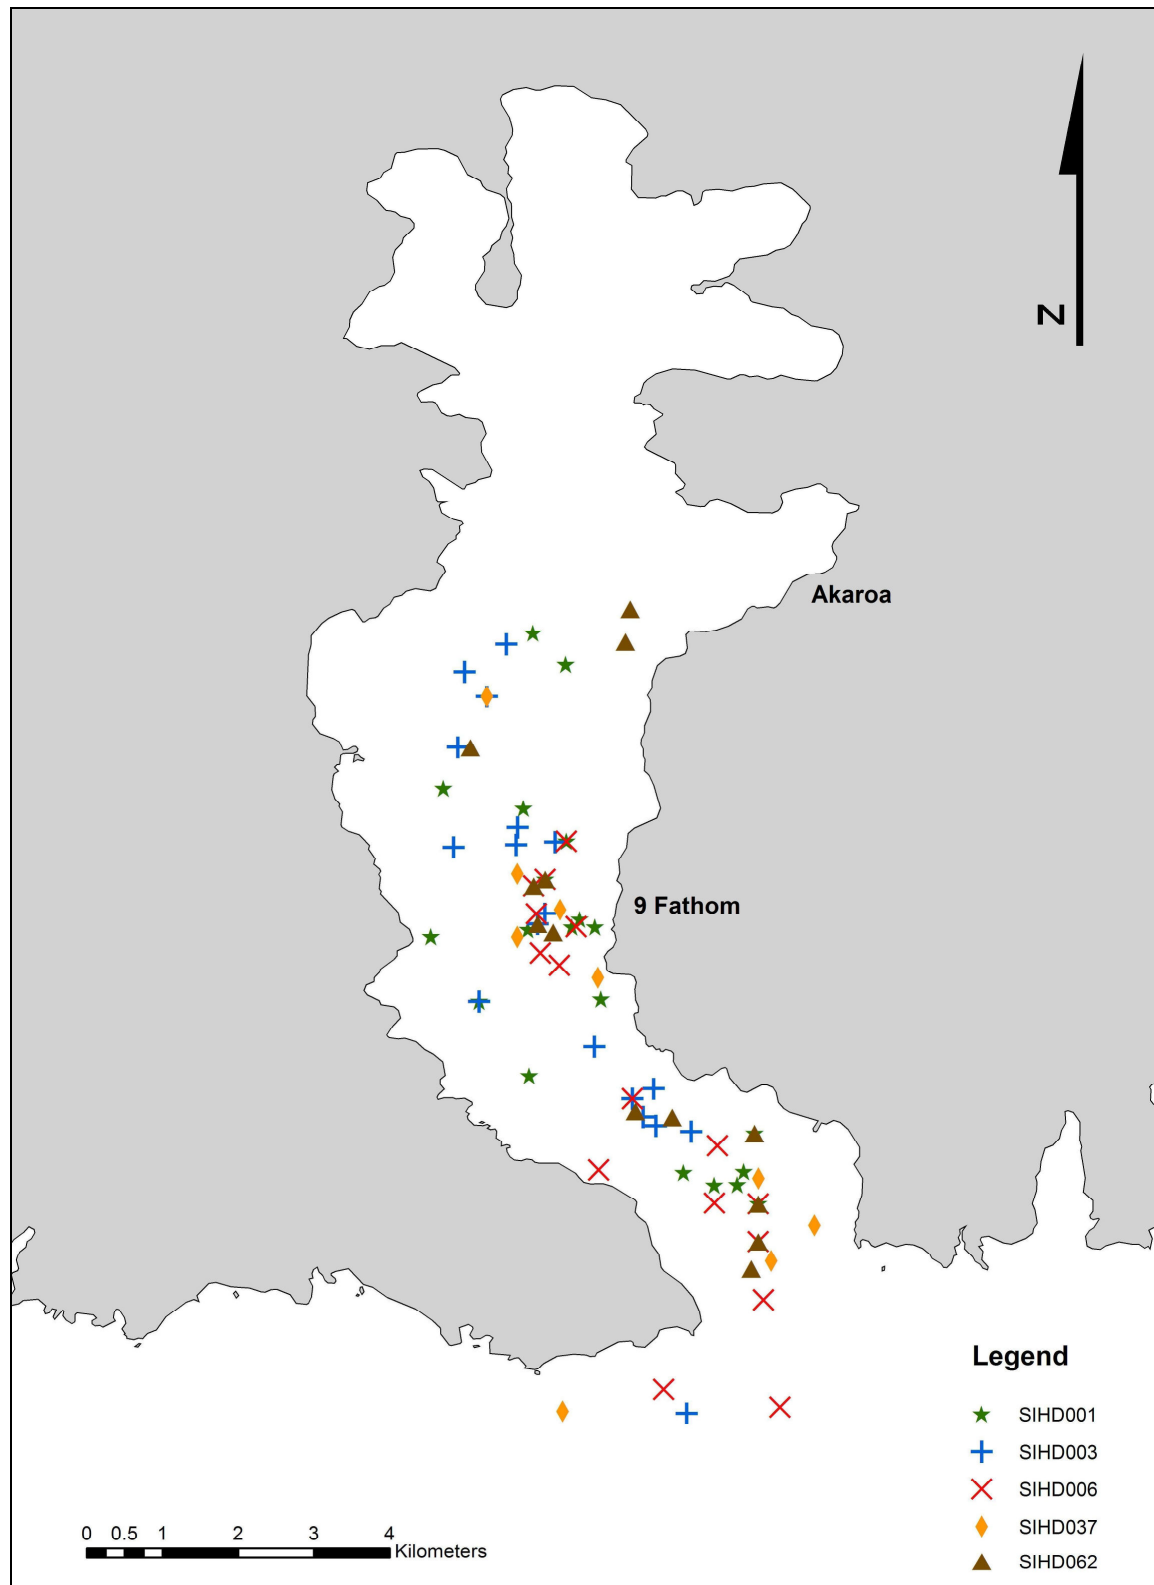 N
Akaroa
9 Fathom
Legend
SIHD001
SIHD003
SIHD006
SIHD037
SIHD062
0 0.5 1 2 3 4
Kilometers